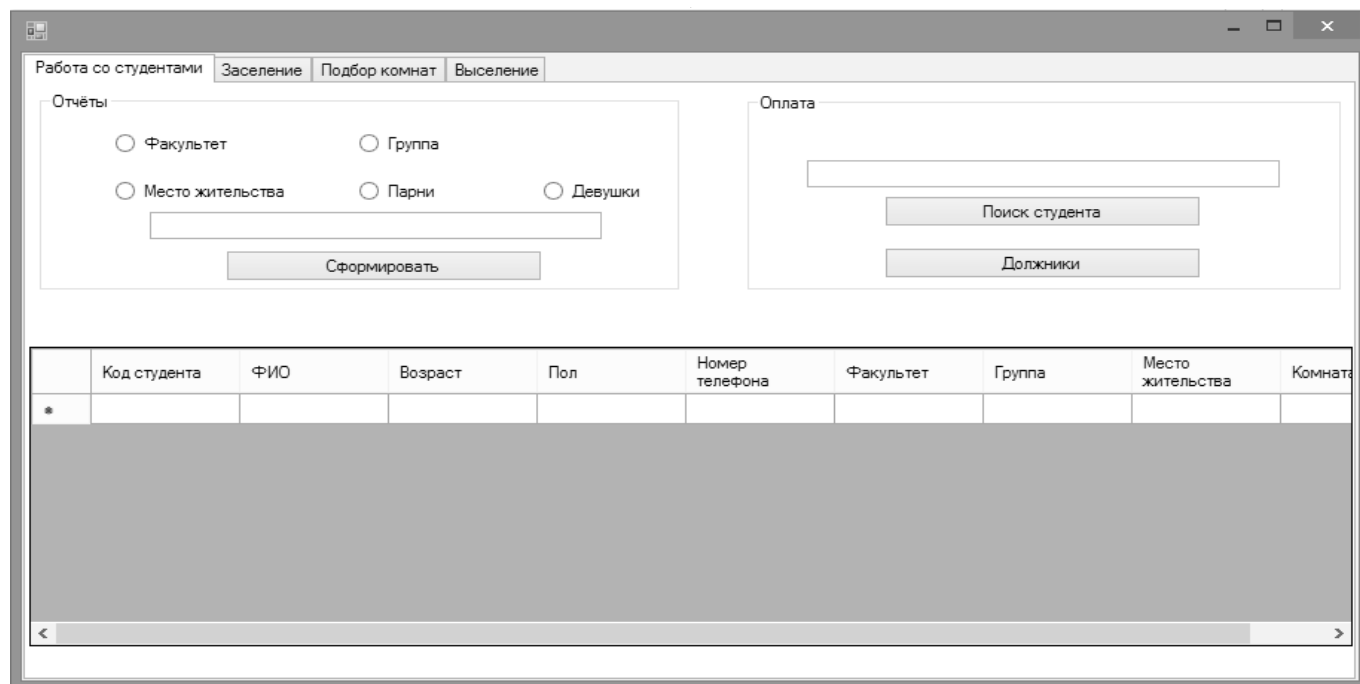 Работа со студентами Заселение Подбор комнат Выселение
Отчёты
Факультет Группа
Место жительства Парни Девушки
Сформировать
Оплата
Поиск студента
Должники
Код студента ФИО Возраст Пол Номер телефона Факультет Группа Место жительства Комната